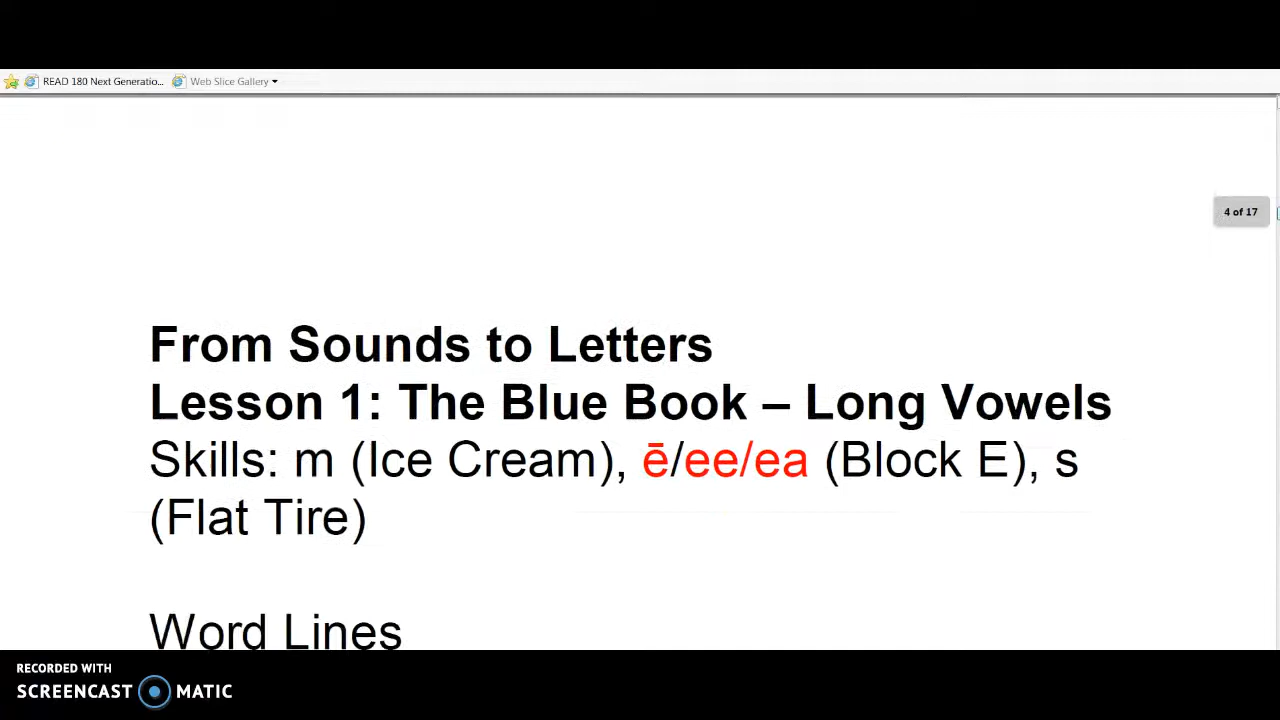 READ 180 Next Generatio... Web Slice Gallery
4 of 17
From Sounds to Letters
Lesson 1: The Blue Book – Long Vowels
Skills: m (Ice Cream), ē/ee/ea (Block E), s
(Flat Tire)
Word Lines
RECORDED WITH
SCREENCAST MATIC